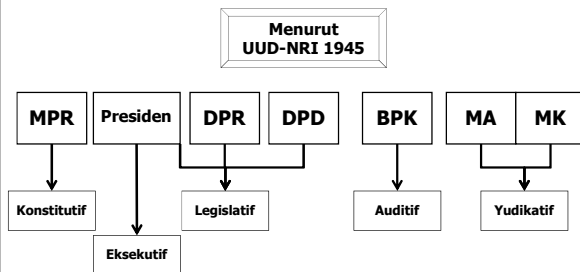 Menurut
UUD-NRI 1945
MPR
Presiden
DPR
DPD
BPK
MA
MK
Konstitutif
Legislatif
Auditif
Yudikatif
Eksekutif